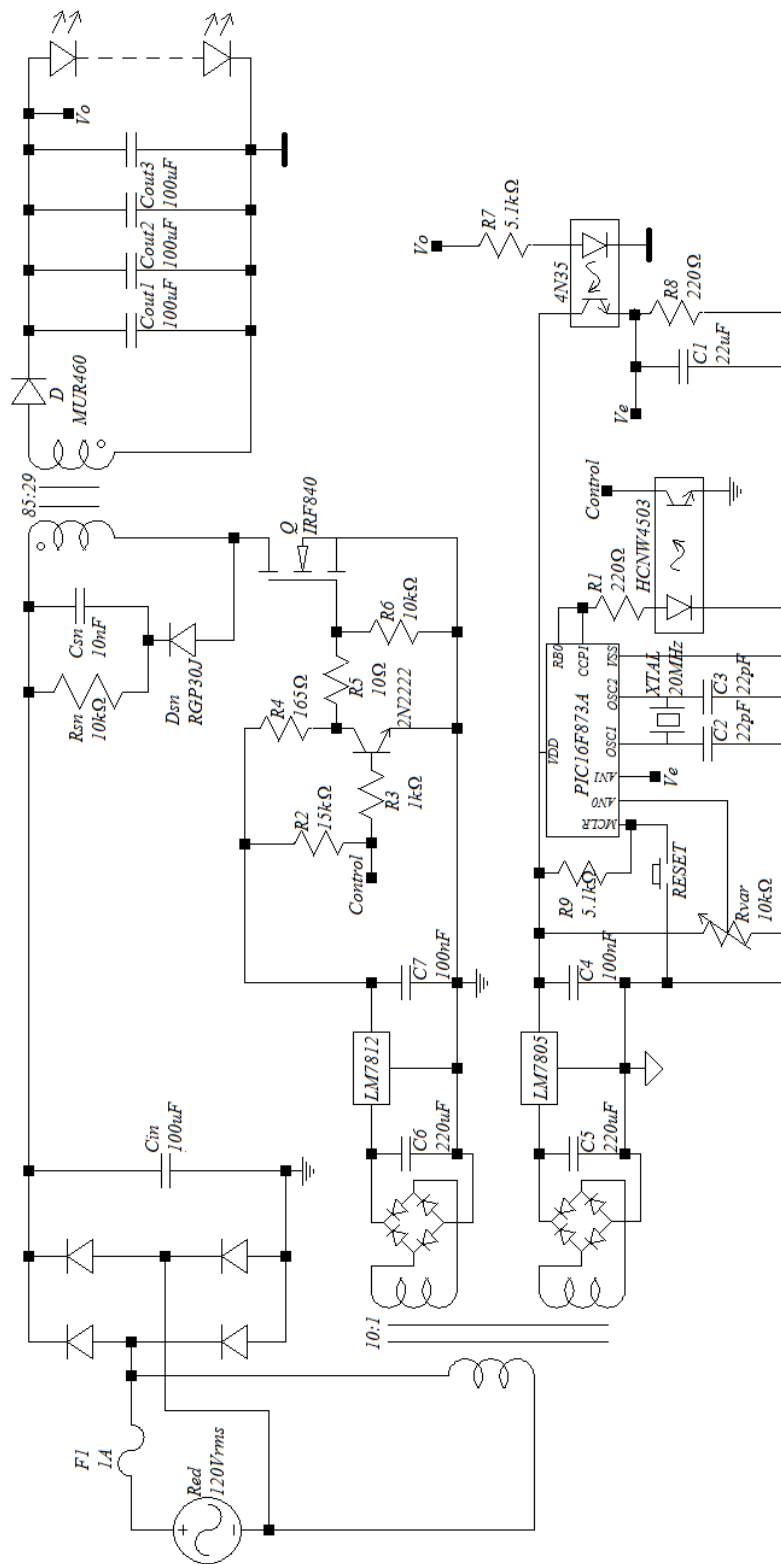 Red
120Vrms
F1
1A
10:1
Cin
100uF
Rsn
10kΩ
Csn
10nF
Dsn
RGP30J
85:29
D
MUR460
Cout1
100uF
Cout2
100uF
Cout3
100uF
Vo
C6
220uF
LM7812
C7
100nF
Control
R2
15kΩ
R3
1kΩ
R4
165Ω
2N2222
R5
10Ω
R6
10kΩ
Q
IRF840
C5
220uF
LM7805
C4
100nF
Rvar
10kΩ
RESET
R9
5.1kΩ
VDD
PIC16F873A
MCLR
AN0
AN1
OSC1
OSC2
VSS
RB0
CCP1
Ve
XTAL
20MHz
C2
22pF
C3
22pF
R1
220Ω
HCNW4503
Control
Ve
C1
22uF
R8
220Ω
4N35
R7
5.1kΩ
Vo